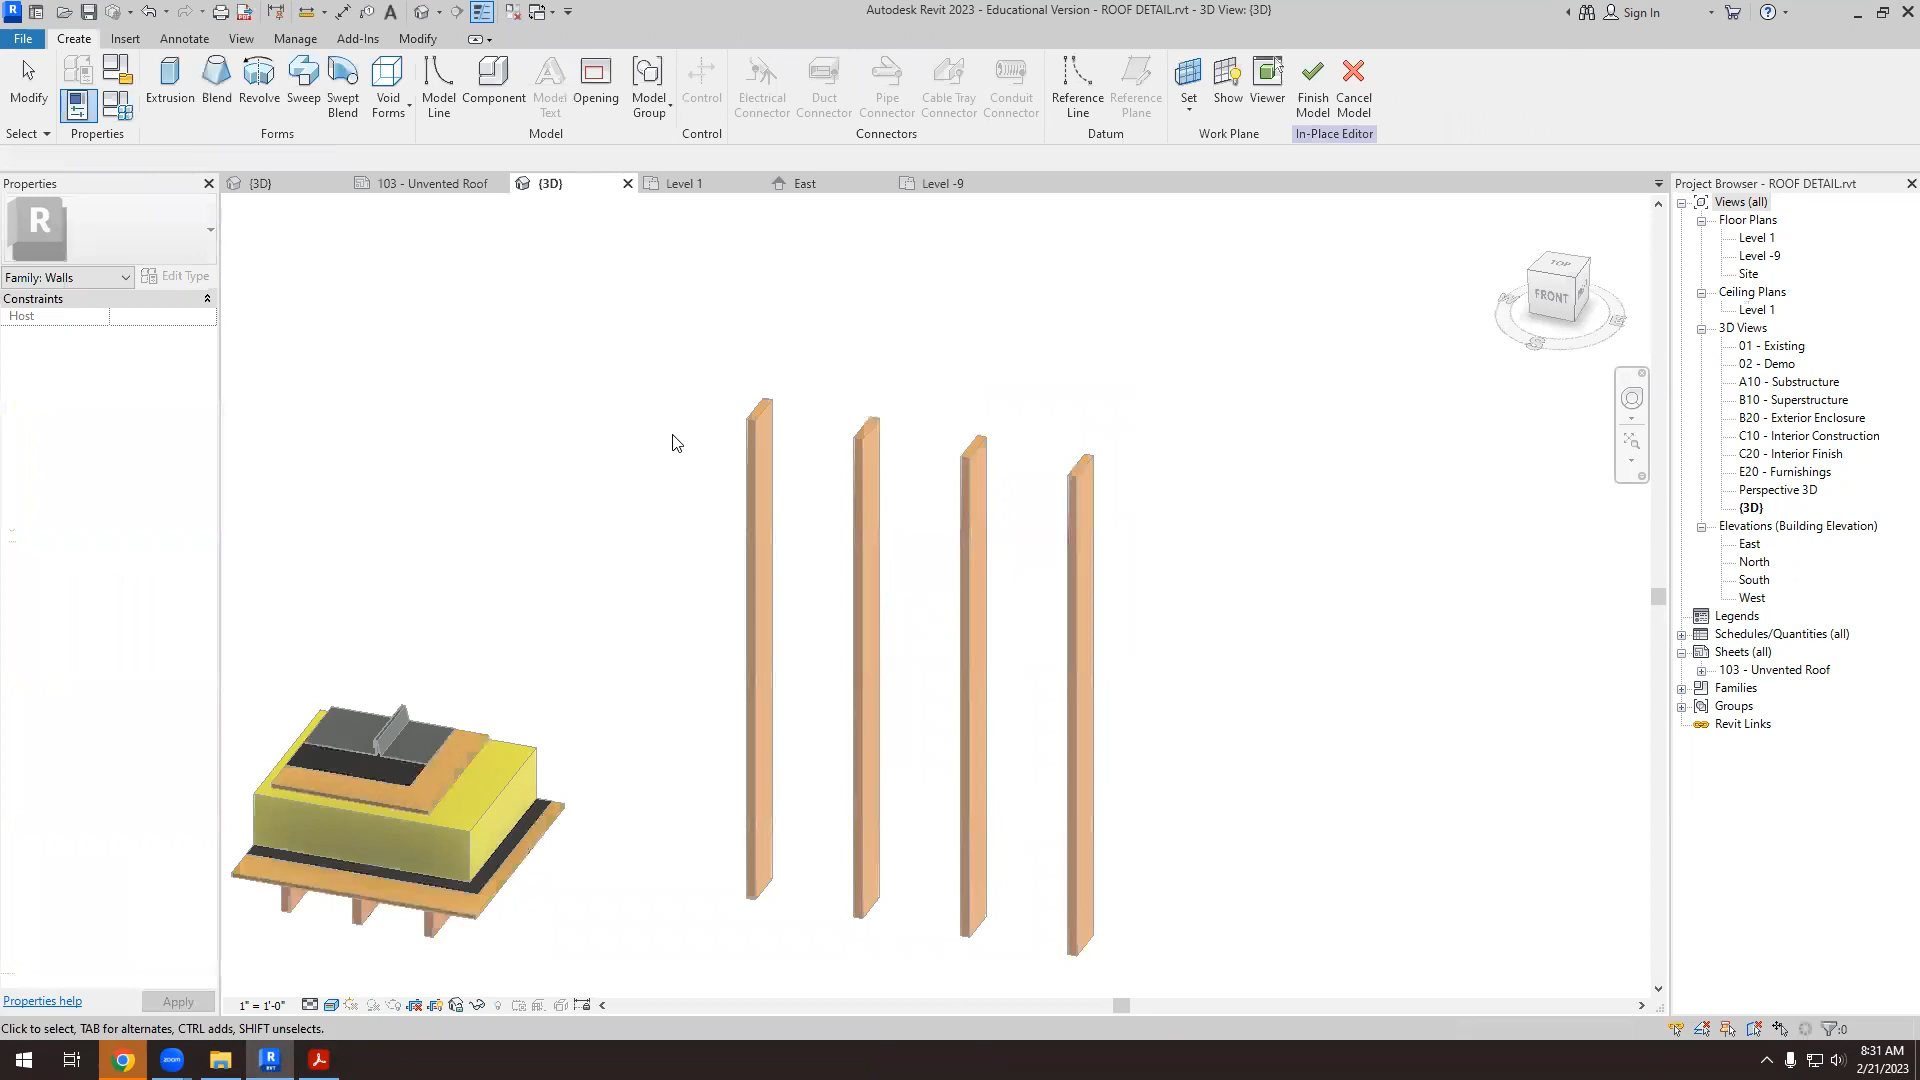 Autodesk Revit 2023 - Educational Version - ROOF DETAIL.rvt - 3D View: {3D}
Sign In
File
Create
Insert
Annotate
View
Manage
Add-Ins
Modify
Modify
Extrusion
Blend
Revolve
Sweep
Swept
Blend
Void
Forms
Model
Line
Component
Model
Text
Opening
Model
Group
Control
Electrical
Connector
Duct
Connector
Pipe
Connector
Cable Tray
Connector
Conduit
Connector
Reference
Line
Reference
Plane
Set
Show
Viewer
Finish
Model
Cancel
Model
Select
Properties
Forms
Model
Control
Connectors
Datum
Work Plane
In-Place Editor
Properties
{3D}
103 - Unvented Roof
{3D}
Level 1
East
Level -9
Project Browser - ROOF DETAIL.rvt
R
Family: Walls
Edit Type
Constraints
Host
TOP
FRONT
W
S
E
Views (all)
Floor Plans
Level 1
Level -9
Site
Ceiling Plans
Level 1
3D Views
01 - Existing
02 - Demo
A10 - Substructure
B10 - Superstructure
B20 - Exterior Enclosure
C10 - Interior Construction
C20 - Interior Finish
E20 - Furnishings
Perspective 3D
{3D}
Elevations (Building Elevation)
East
North
South
West
Legends
Schedules/Quantities (all)
Sheets (all)
103 - Unvented Roof
Families
Groups
Revit Links
Properties help
Apply
1" = 1'-0"
Click to select, TAB for alternates, CTRL adds, SHIFT unselects.
:0
zoom
R
8:31 AM
2/21/2023